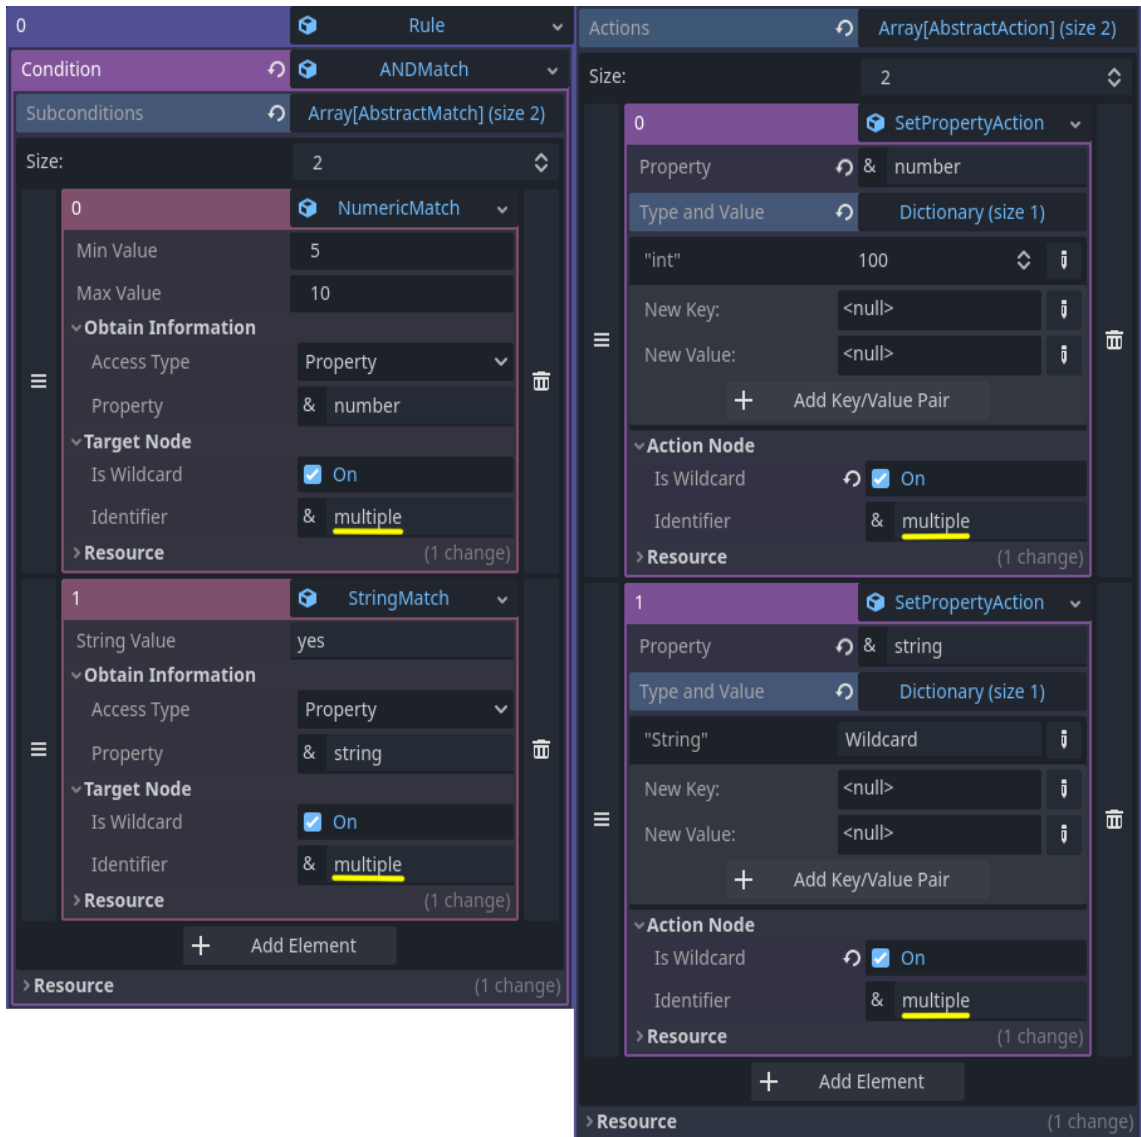 0 Rule
Condition ANDMatch
Subconditions Array[AbstractMatch] (size 2)
Size: 2
0 NumericMatch
Min Value 5
Max Value 10
Obtain Information
Access Type Property
Property & number
Target Node
Is Wildcard On
Identifier & multiple
Resource (1 change)
1 StringMatch
String Value yes
Obtain Information
Access Type Property
Property & string
Target Node
Is Wildcard On
Identifier & multiple
Resource (1 change)
+ Add Element
Resource (1 change)
Actions Array[AbstractAction] (size 2)
Size: 2
0 SetPropertyAction
Property & number
Type and Value Dictionary (size 1)
"int" 100
New Key: <null>
New Value: <null>
+ Add Key/Value Pair
Action Node
Is Wildcard On
Identifier & multiple
Resource (1 change)
1 SetPropertyAction
Property & string
Type and Value Dictionary (size 1)
"String" Wildcard
New Key: <null>
New Value: <null>
+ Add Key/Value Pair
Action Node
Is Wildcard On
Identifier & multiple
Resource (1 change)
+ Add Element
Resource (1 change)